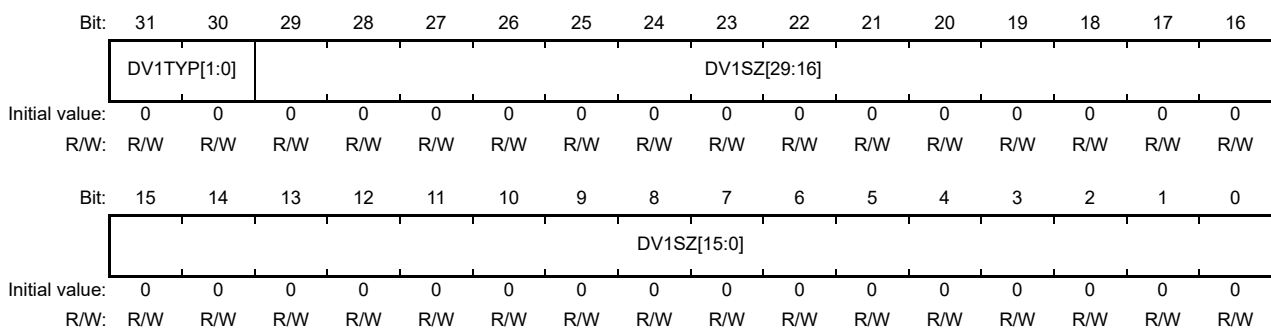 Bit: 31 30 29 28 27 26 25 24 23 22 21 20 19 18 17 16
DV1TYP[1:0] DV1SZ[29:16]
Initial value: 0 0 0 0 0 0 0 0 0 0 0 0 0 0 0 0
R/W: R/W R/W R/W R/W R/W R/W R/W R/W R/W R/W R/W R/W R/W R/W R/W R/W
Bit: 15 14 13 12 11 10 9 8 7 6 5 4 3 2 1 0
DV1SZ[15:0]
Initial value: 0 0 0 0 0 0 0 0 0 0 0 0 0 0 0 0
R/W: R/W R/W R/W R/W R/W R/W R/W R/W R/W R/W R/W R/W R/W R/W R/W R/W